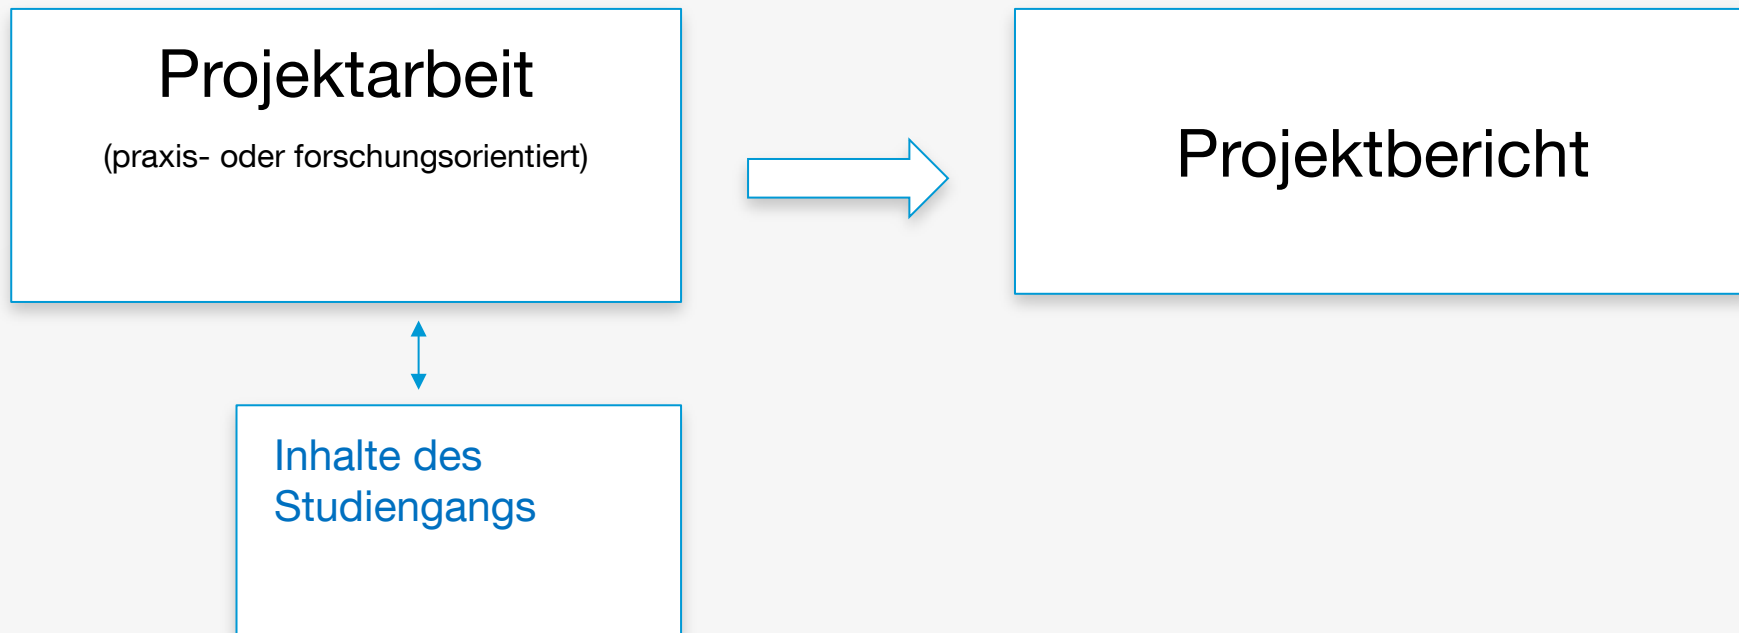 Projektarbeit
(praxis- oder forschungsorientiert)
Projektbericht
Inhalte des
Studiengangs